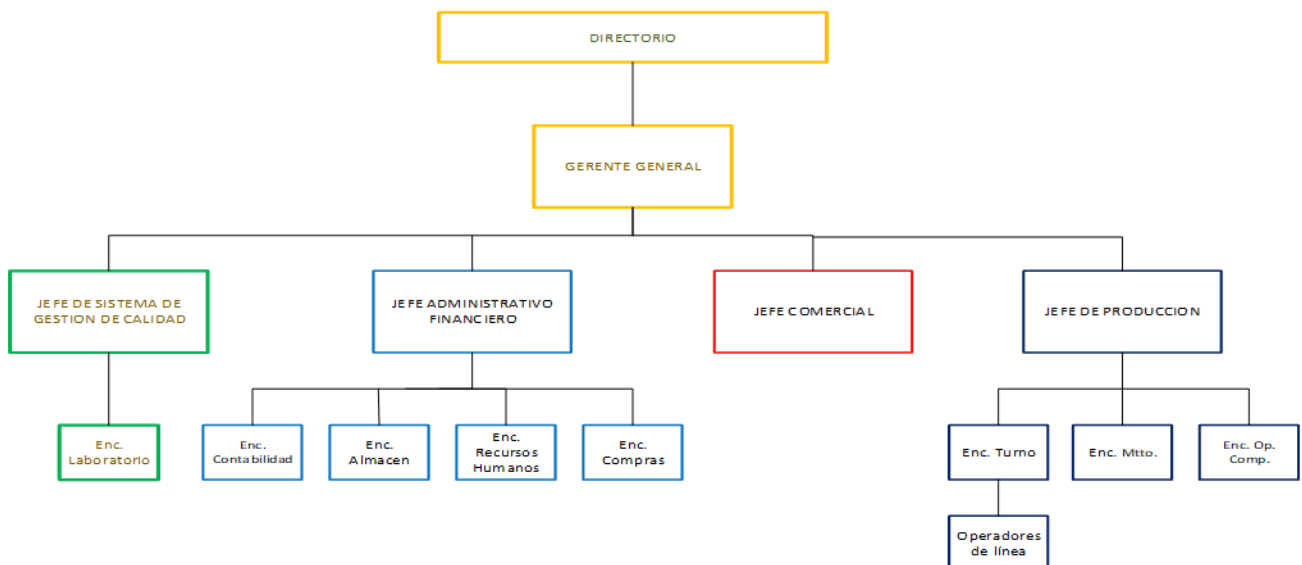 DIRECTORIO
GERENTE GENERAL
JEFE DE SISTEMA DE
GESTION DE CALIDAD
JEFE ADMINISTRATIVO
FINANCIERO
JEFE COMERCIAL
JEFE DE PRODUCCION
Enc.
Laboratorio
Enc.
Contabilidad
Enc.
Almacen
Enc.
Recursos
Humanos
Enc.
Compras
Enc. Turno
Enc. Mtto.
Enc. Op.
Comp.
Operadores
de línea